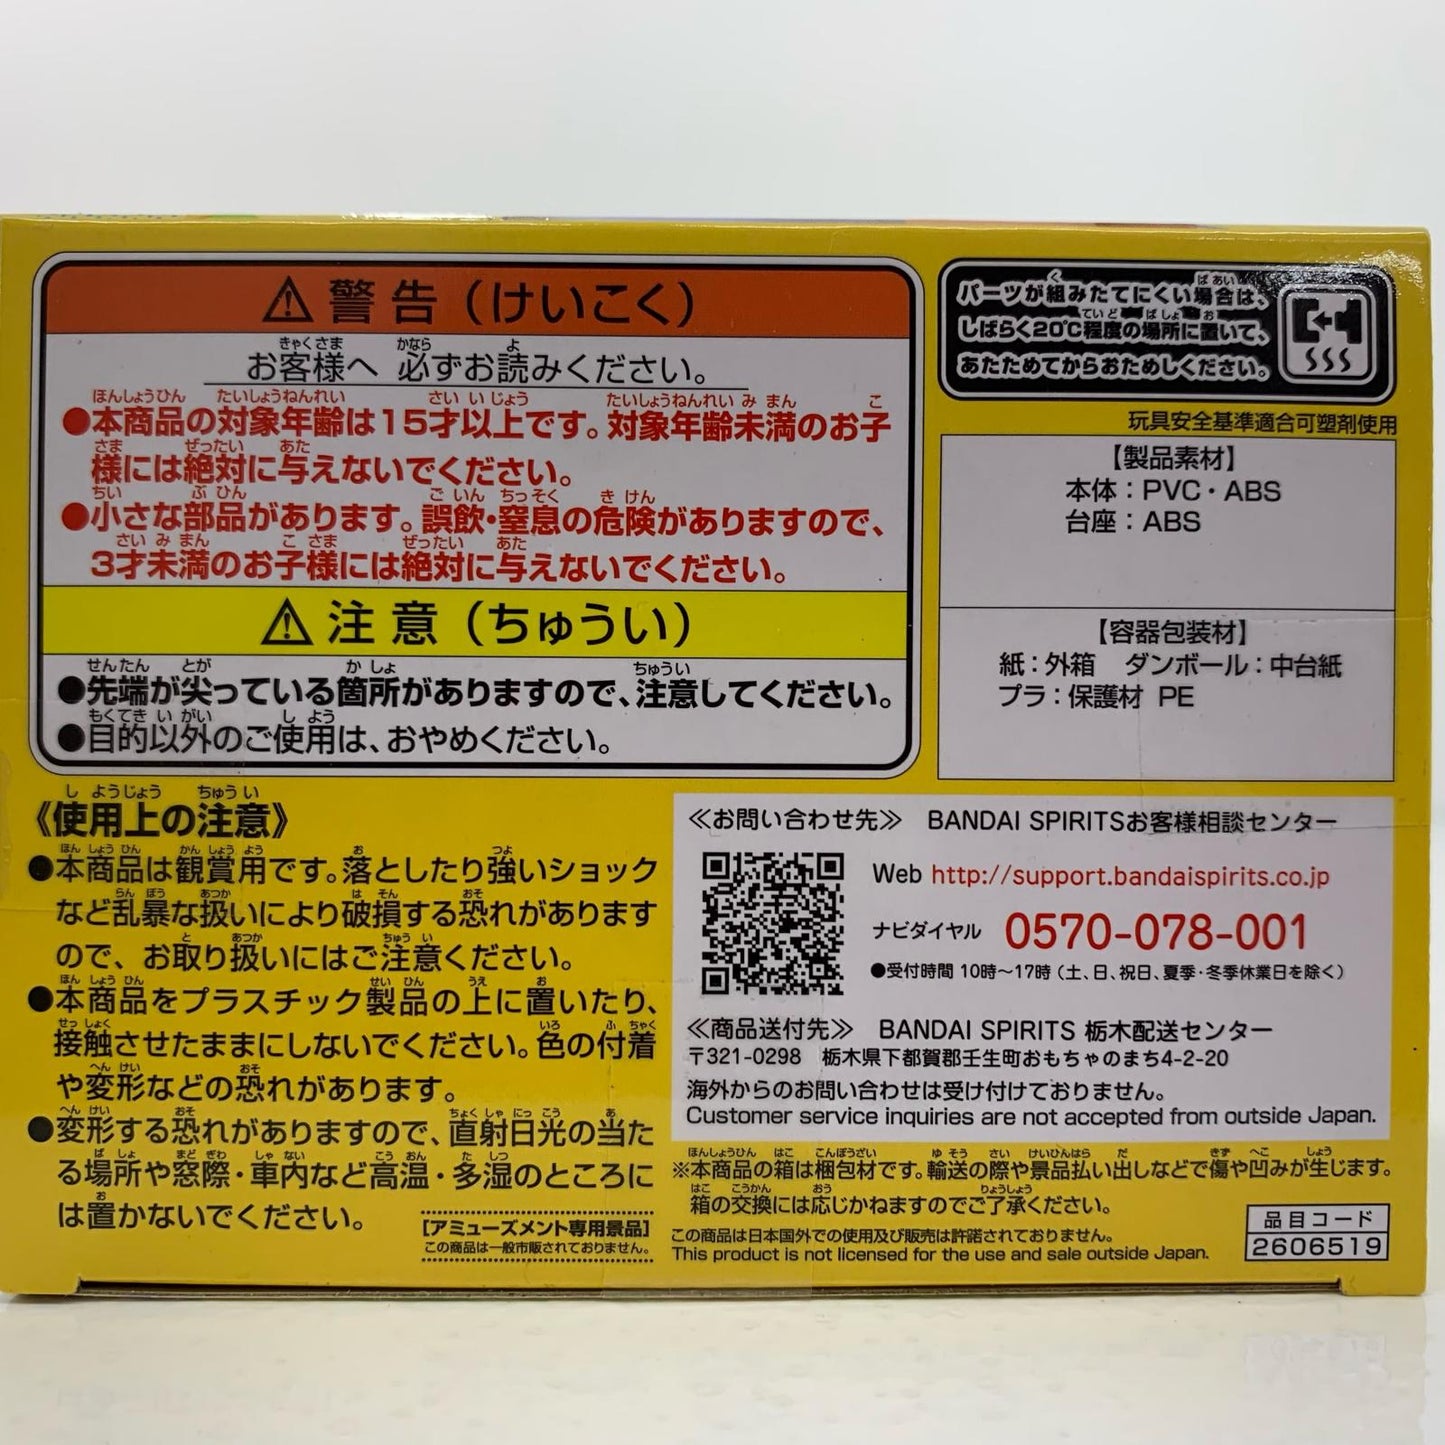 ⚠警告（けいこく）
お客様へ 必ずお読みください。
●本商品の対象年齢は15才以上です。対象年齢未満のお子
様には絶対に与えないでください。
●小さな部品があります。誤飲・窒息の危険がありますので、
3才未満のお子様には絶対に与えないでください。
⚠注意（ちゅうい）
●先端が尖っている箇所がありますので、注意してください。
●目的以外のご使用は、おやめください。
パーツが組みたてにくい場合は、
しばらく20℃程度の場所に置いて、
あたためてからおためしください。
玩具安全基準適合可塑剤使用
【製品素材】
本体：PVC・ABS
台座：ABS
【容器包装材】
紙：外箱 ダンボール：中台紙
プラ：保護材 PE
《使用上の注意》
●本商品は観賞用です。落としたり強いショック
など乱暴な扱いにより破損する恐れがあります
ので、お取り扱いにはご注意ください。
●本商品をプラスチック製品の上に置いたり、
接触させたままにしないでください。色の付着
や変形などの恐れがあります。
●変形する恐れがありますので、直射日光の当た
る場所や窓際・車内など高温・多湿のところに
は置かないでください。
[アミューズメント専用景品]
この商品は一般市販されておりません。
≪お問い合わせ先≫ BANDAI SPIRITSお客様相談センター
Web http://support.bandaispirits.co.jp
ナビダイヤル 0570-078-001
●受付時間 10時～17時（土、日、祝日、夏季・冬季休業日を除く）
≪商品送付先≫ BANDAI SPIRITS 栃木配送センター
〒321-0298 栃木県下都賀郡壬生町おもちゃのまち4-2-20
海外からのお問い合わせは受け付けておりません。
Customer service inquiries are not accepted from outside Japan.
※本商品の箱は梱包材です。輸送の際や景品払い出しなどで傷や凹みが生じます。
箱の交換には応じかねますのでご了承ください。
この商品は日本国外での使用及び販売は許諾されておりません。
This product is not licensed for the use and sale outside Japan.
品目コード
2606519